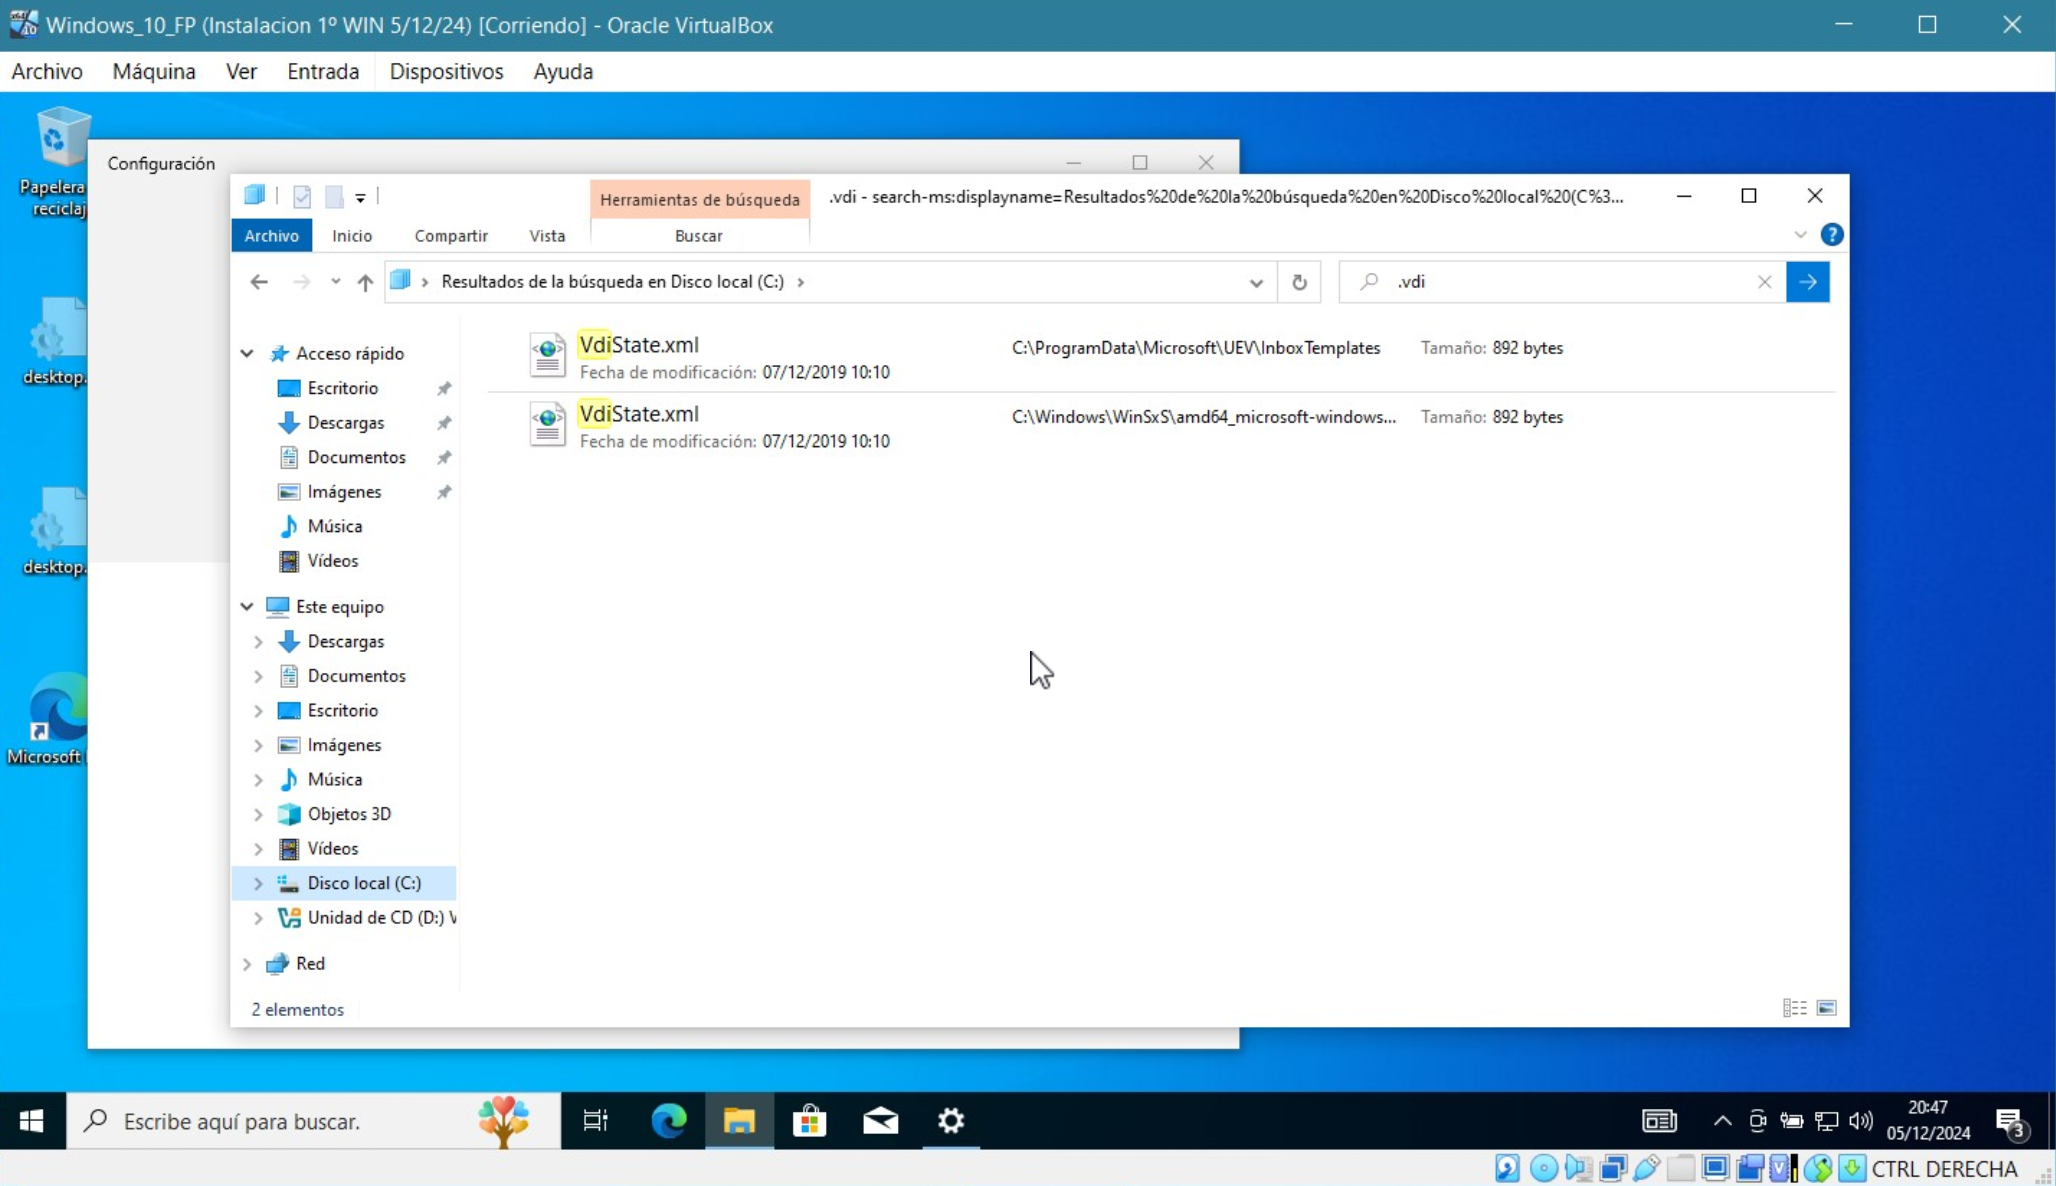 Windows_10_FP (Instalacion 1º WIN 5/12/24) [Corriendo] - Oracle VirtualBox
Archivo Máquina Ver Entrada Dispositivos Ayuda
Papelera
reciclaj
desktop.
desktop.
Microsoft
Configuración
Herramientas de búsqueda
.vdi - search-ms:displayname=Resultados%20de%20la%20búsqueda%20en%20Disco%20local%20(C%3...
Archivo Inicio Compartir Vista Buscar
Resultados de la búsqueda en Disco local (C:)
.vdi
Acceso rápido
Escritorio
Descargas
Documentos
Imágenes
Música
Vídeos
Este equipo
Descargas
Documentos
Escritorio
Imágenes
Música
Objetos 3D
Vídeos
Disco local (C:)
Unidad de CD (D:) V
Red
VdiState.xml
Fecha de modificación: 07/12/2019 10:10
C:\ProgramData\Microsoft\UEV\InboxTemplates
Tamaño: 892 bytes
VdiState.xml
Fecha de modificación: 07/12/2019 10:10
C:\Windows\WinSxS\amd64_microsoft-windows...
Tamaño: 892 bytes
2 elementos
Escribe aquí para buscar.
20:47
05/12/2024
3
CTRL DERECHA